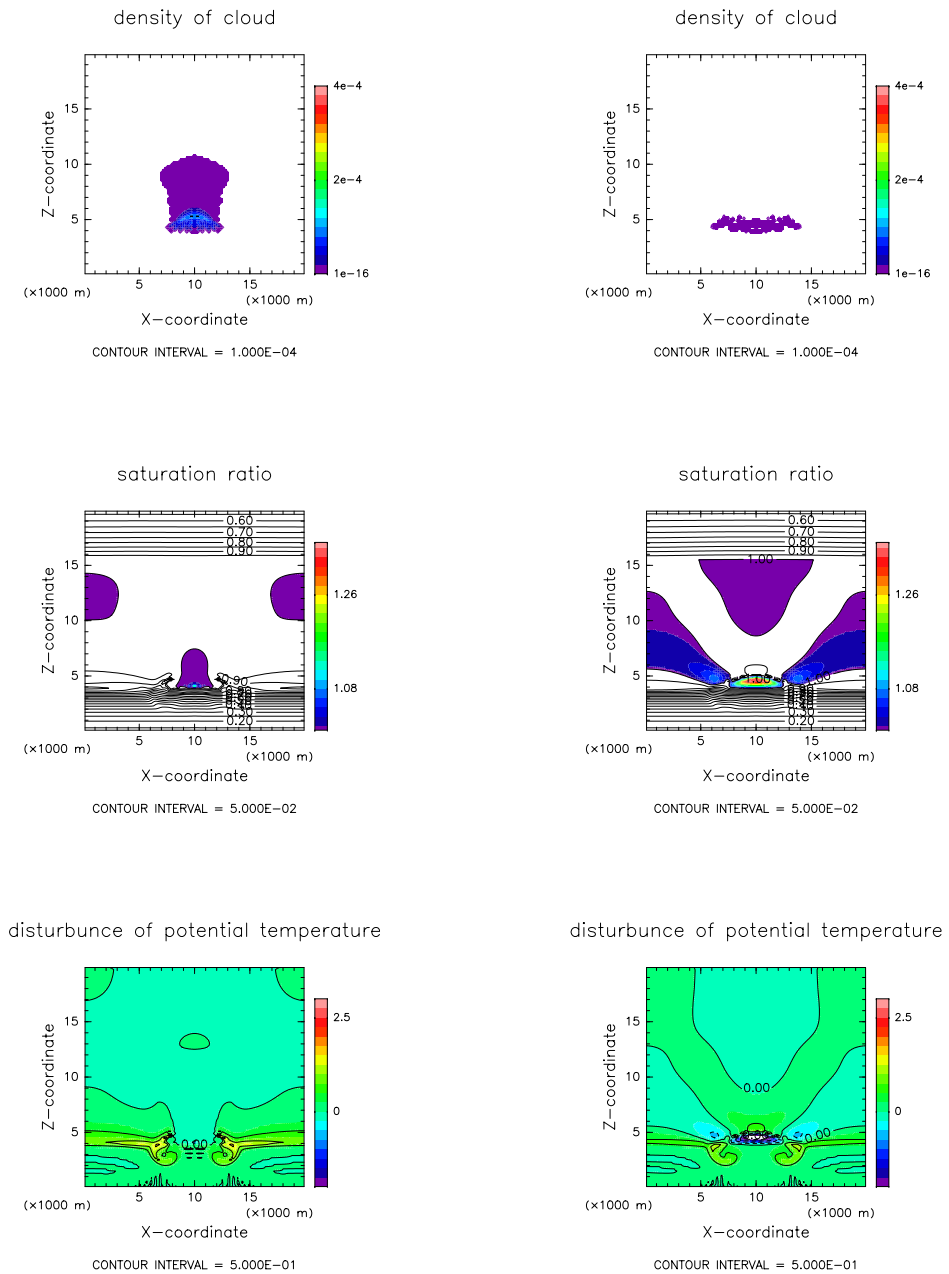 density of cloud density of cloud
Z−coordinate 15 10 5 4e−4 2e−4 1e−16 Z−coordinate 15 10 5 4e−4 2e−4 1e−16
5 10 15 5 10 15
(×1000 m) (×1000 m) (×1000 m) (×1000 m)
X−coordinate X−coordinate
CONTOUR INTERVAL = 1.000E−04 CONTOUR INTERVAL = 1.000E−04
saturation ratio saturation ratio
Z−coordinate 15 10 5 0.60 0.70 0.80 0.90 0.90 0.30 0.20 1.26 1.08 Z−coordinate 15 10 5 0.60 0.70 0.80 0.90 1.00 0.30 0.20 1.26 1.08
5 10 15 5 10 15
(×1000 m) (×1000 m) (×1000 m) (×1000 m)
X−coordinate X−coordinate
CONTOUR INTERVAL = 5.000E−02 CONTOUR INTERVAL = 5.000E−02
disturbunce of potential temperature disturbunce of potential temperature
Z−coordinate 15 10 5 0.00 2.5 0 Z−coordinate 15 10 5 0.00 0.00 2.5 0
5 10 15 5 10 15
(×1000 m) (×1000 m) (×1000 m) (×1000 m)
X−coordinate X−coordinate
CONTOUR INTERVAL = 5.000E−01 CONTOUR INTERVAL = 5.000E−01